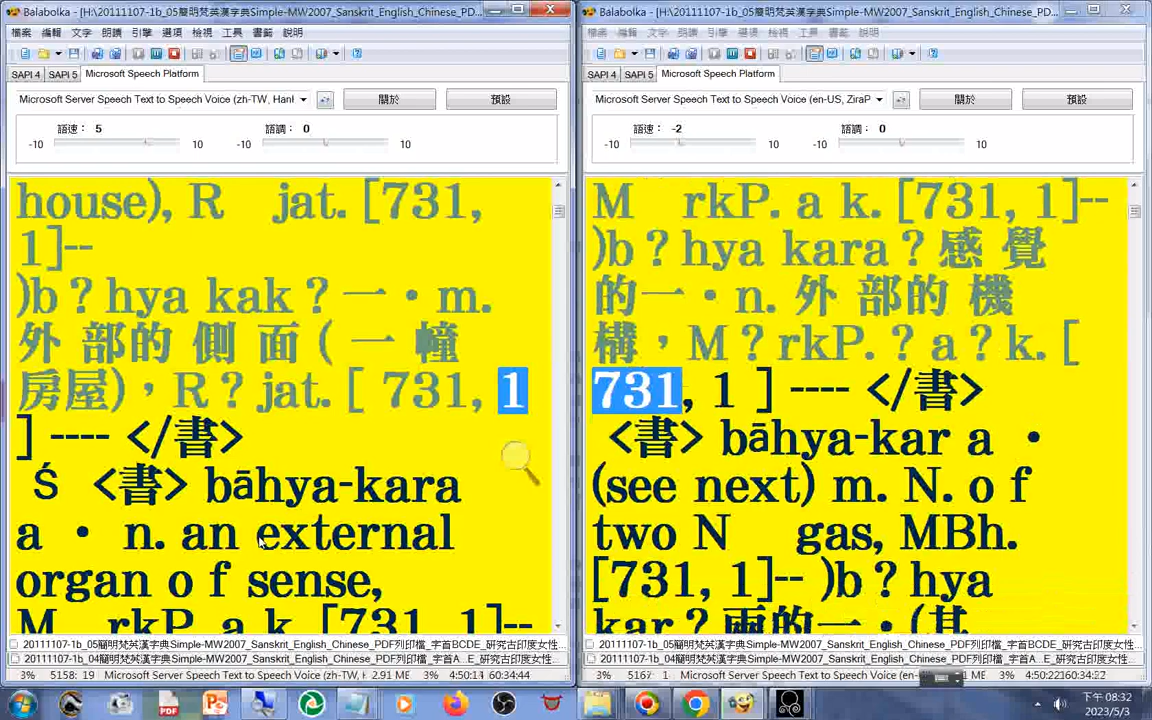 Balabolka - [H:\20111107-1b_05簡明梵英漢字典Simple-MW2007_Sanskrit_English_Chinese_PD...
檔案 編輯 文字 朗讀 引擎 選項 檢視 工具 書籤 說明
SAPI 4 SAPI 5 Microsoft Speech Platform
Microsoft Server Speech Text to Speech Voice (zh-TW, Hanl 關於 預設
語速： 5 語調： 0
-10 10 -10 10
house), R jat. [731,
1]--
)b？hya kak？一・m.
外 部的 側 面 ( 一 幢
房屋)，R？jat. [ 731, 1
] ---- </書>
Ś <書> bāhya-kara
a ・ n. an external
organ o f sense,
M rkP. a k. [731, 1]--
20111107-1b_05簡明梵英漢字典Simple-MW2007_Sanskrit_English_Chinese_PDF列印檔_字首BCDE_研究古印度女性...
20111107-1b_04簡明梵英漢字典Simple-MW2007_Sanskrit_English_Chinese_PDF列印檔_字首A...E_研究古印度女性...
3% 5158: 19 Microsoft Server Speech Text to Speech Voice (zh-TW, 2.91 MB 3% 4:50:14 60:34:44
Balabolka - [H:\20111107-1b_05簡明梵英漢字典Simple-MW2007_Sanskrit_English_Chinese_PD...
檔案 編輯 文字 朗讀 引擎 選項 檢視 工具 書籤 說明
SAPI 4 SAPI 5 Microsoft Speech Platform
Microsoft Server Speech Text to Speech Voice (en-US, ZiraP 關於 預設
語速： -2 語調： 0
-10 10 -10 10
M rkP. a k. [731, 1]--
)b？hya kara？感 覺
的一・n. 外 部的 機
構，M？rkP.？a？k. [
731, 1 ] ---- </書>
<書> bāhya-kar a ・
(see next) m. N. o f
two N gas, MBh.
[731, 1]-- )b？hya
kar？兩的一・(其
20111107-1b_05簡明梵英漢字典Simple-MW2007_Sanskrit_English_Chinese_PDF列印檔_字首BCDE_研究古印度女性...
20111107-1b_04簡明梵英漢字典Simple-MW2007_Sanskrit_English_Chinese_PDF列印檔_字首A...E_研究古印度女性...
3% 5167 1 Microsoft Server Speech Text to Speech MB 3% 4:50:22
下午 08:32
2023/5/3